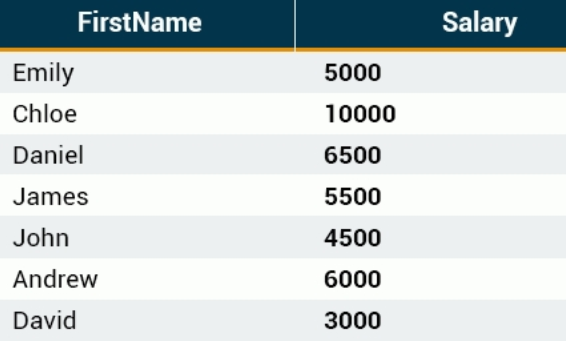 FirstName Salary
Emily 5000
Chloe 10000
Daniel 6500
James 5500
John 4500
Andrew 6000
David 3000